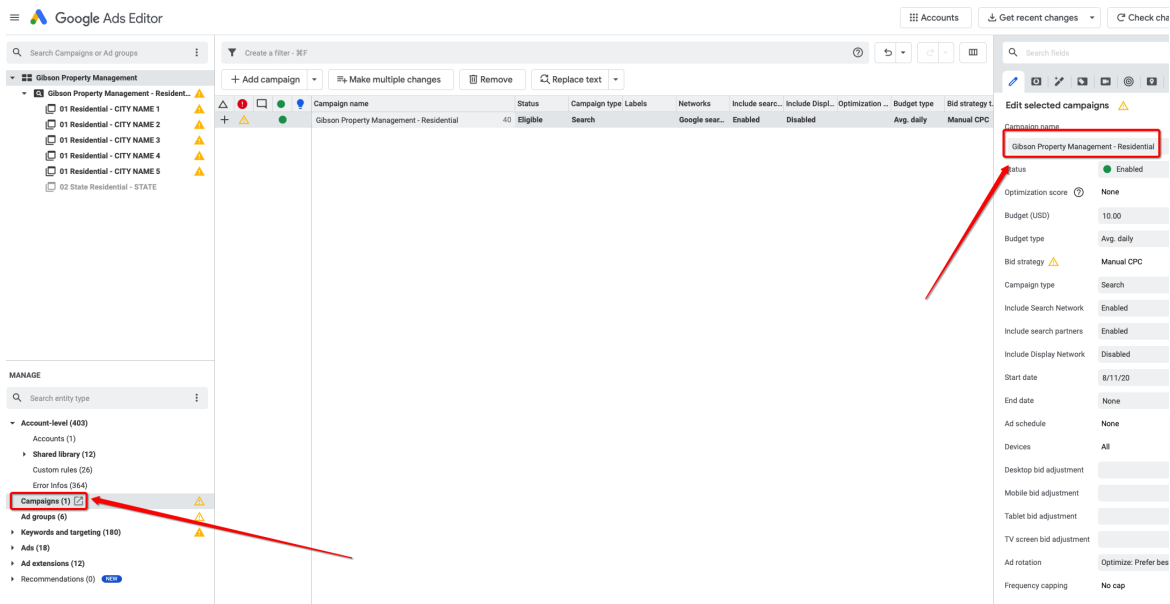 Google Ads Editor
Accounts
Get recent changes
Check cha
Search Campaigns or Ad groups
Gibson Property Management
Gibson Property Management - Resident...
01 Residential - CITY NAME 1
01 Residential - CITY NAME 2
01 Residential - CITY NAME 3
01 Residential - CITY NAME 4
01 Residential - CITY NAME 5
02 State Residential - STATE
MANAGE
Search entity type
Account-level (403)
Accounts (1)
Shared library (12)
Custom rules (26)
Error Infos (364)
Campaigns (1)
Ad groups (6)
Keywords and targeting (180)
Ads (18)
Ad extensions (12)
Recommendations (0) NEW
Create a filter - ⌘F
Add campaign
Make multiple changes
Remove
Replace text
Campaign name Status Campaign type Labels Networks Include searc... Include Displ... Optimization ... Budget type Bid strategy t.
Gibson Property Management - Residential 40 Eligible Search Google sear... Enabled Disabled Avg. daily Manual CPC
Search fields
Edit selected campaigns
Campaign name
Gibson Property Management - Residential
Status Enabled
Optimization score None
Budget (USD) 10.00
Budget type Avg. daily
Bid strategy Manual CPC
Campaign type Search
Include Search Network Enabled
Include search partners Enabled
Include Display Network Disabled
Start date 8/11/20
End date None
Ad schedule None
Devices All
Desktop bid adjustment
Mobile bid adjustment
Tablet bid adjustment
TV screen bid adjustment
Ad rotation Optimize: Prefer bes
Frequency capping No cap